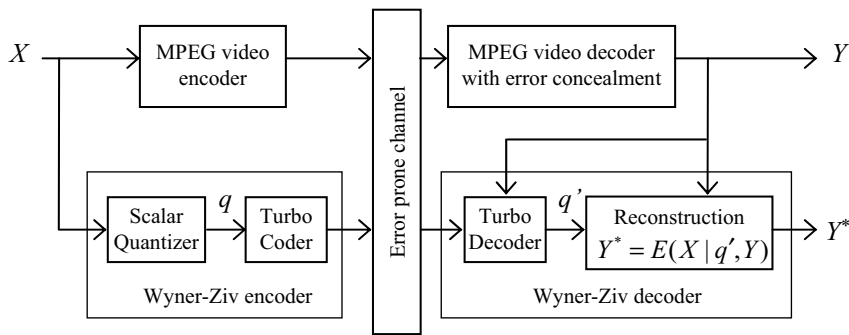 X
MPEG video
encoder
Error prone channel
MPEG video decoder
with error concealment
Y
Scalar
Quantizer
q
Turbo
Coder
Wyner-Ziv encoder
Turbo
Decoder
q’
Reconstruction
Y* = E(X | q′, Y)
Y*
Wyner-Ziv decoder